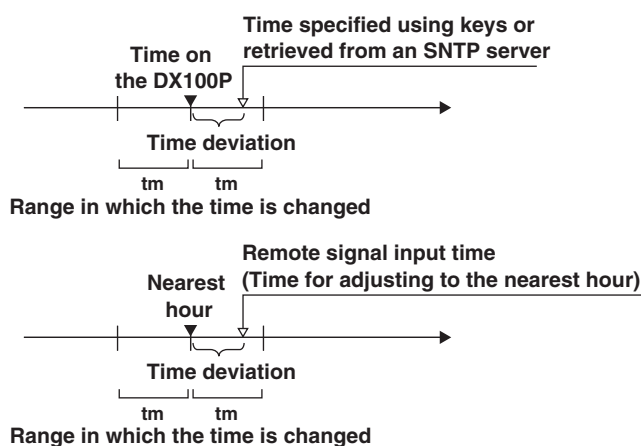 Time specified using keys or
retrieved from an SNTP server
Time on
the DX100P
Time deviation
tm tm
Range in which the time is changed
Remote signal input time
(Time for adjusting to the nearest hour)
Nearest
hour
Time deviation
tm tm
Range in which the time is changed